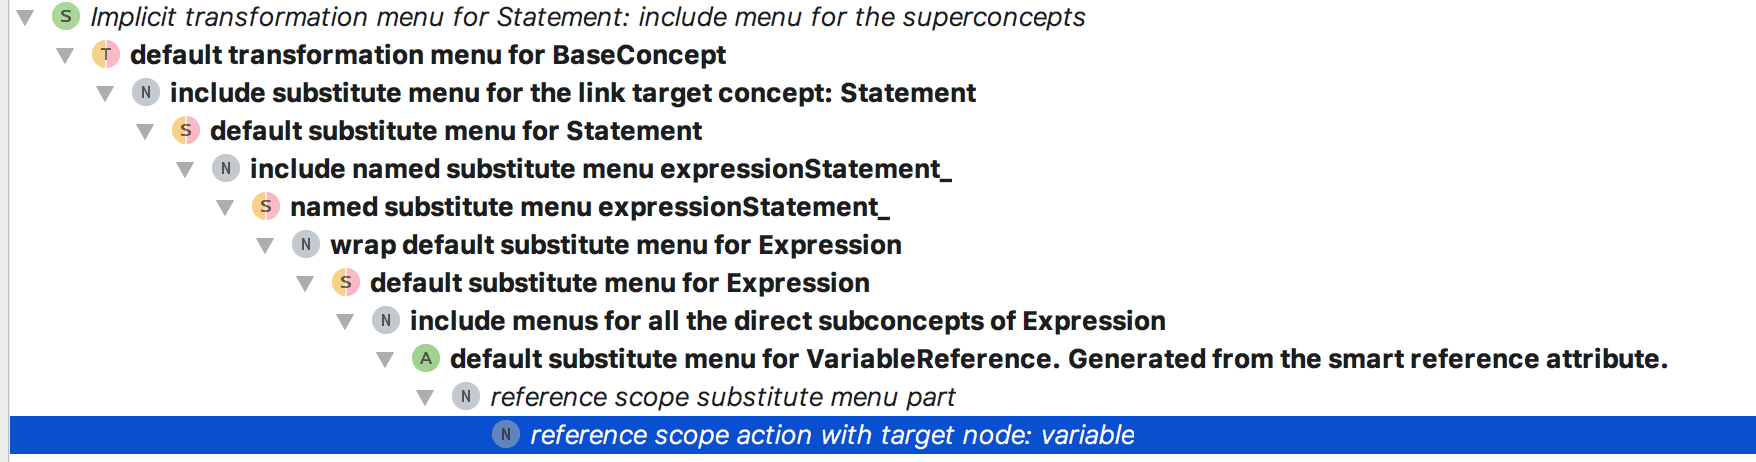 S Implicit transformation menu for Statement: include menu for the superconcepts
T default transformation menu for BaseConcept
N include substitute menu for the link target concept: Statement
S default substitute menu for Statement
N include named substitute menu expressionStatement_
S named substitute menu expressionStatement_
N wrap default substitute menu for Expression
S default substitute menu for Expression
N include menus for all the direct subconcepts of Expression
A default substitute menu for VariableReference. Generated from the smart reference attribute.
N reference scope substitute menu part
N reference scope action with target node: variable